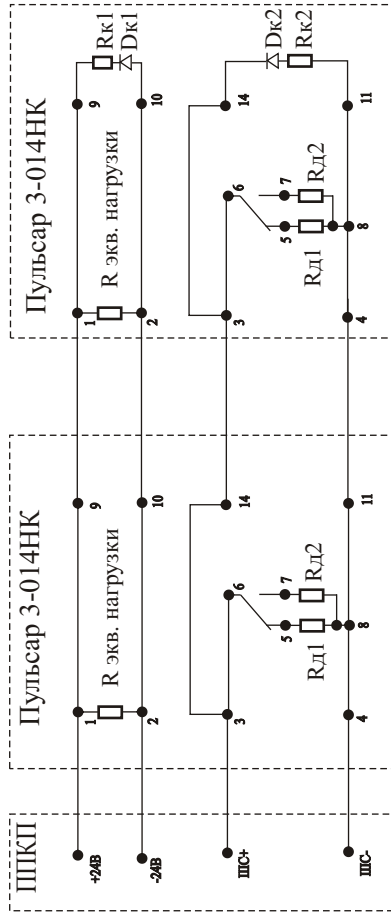 ППКП
Пульсар 3-014НК
Пульсар 3-014НК
+24В
1
9
1
9
Rк1
R экв. нагрузки
R экв. нагрузки
Dк1
-24В
2
10
2
10
ШС+
3
6
14
3
6
14
Dк2
5
7
5
7
Rк2
Rд1
Rд2
Rд1
Rд2
ШС-
4
8
11
4
8
11